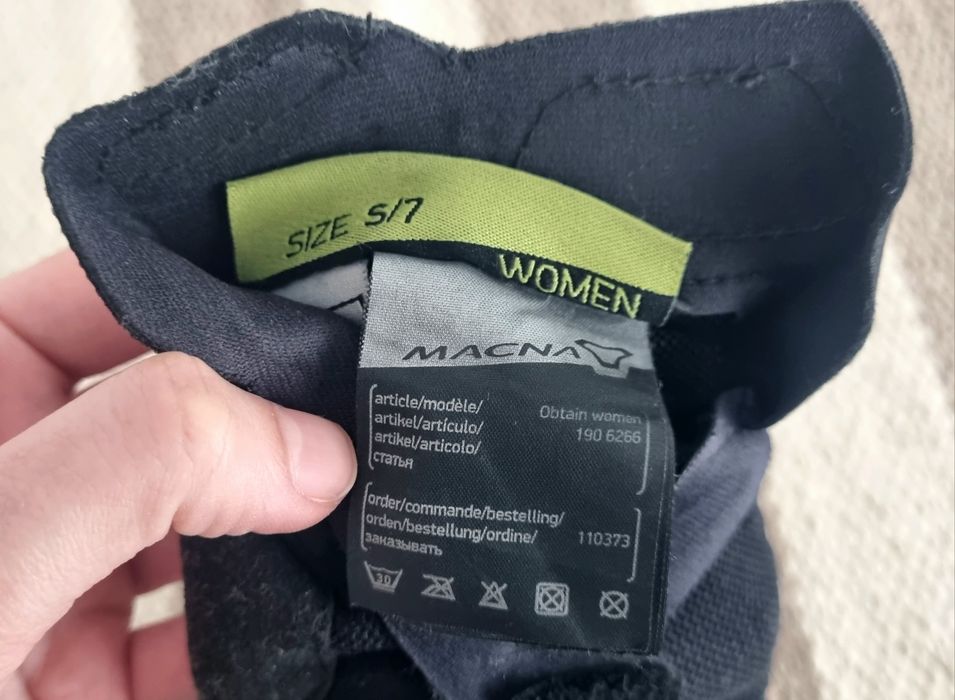 SIZE S/7
WOMEN
MACNA
article/modèle/
artikel/artículo/
artikel/articolo/
статья
Obtain women
190 6266
order/commande/bestelling/
orden/bestellung/ordine/
заказывать
110373
30